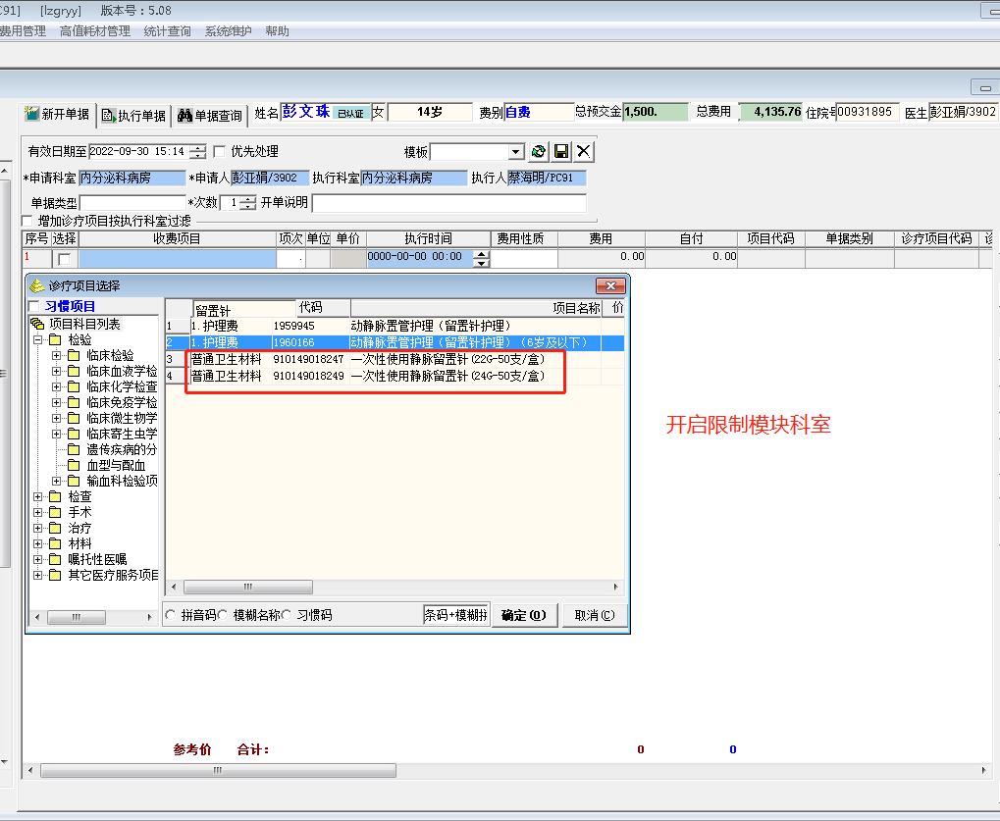 C91]    [lzgryy]    版本号：5.08
费用管理  高值耗材管理  统计查询  系统维护  帮助
新开单据  执行单据  单据查询  姓名 彭文珠 已认证 女 14岁 费别 自费 总预交金 1,500. 总费用 4,135.76 住院号 00931895 医生 彭亚娟/3902
有效日期至 2022-09-30 15:14 优先处理 模板
*申请科室 内分泌科病房 *申请人 彭亚娟/3902 执行科室 内分泌科病房 执行人 蔡海明/PC91
单据类型 *次数 1 开单说明
增加诊疗项目按执行科室过滤
序号 选择 收费项目 项次 单位 单价 执行时间 费用性质 费用 自付 项目代码 单据类别 诊疗项目代码 诊
1 . 0000-00-00 00:00 0.00 0.00
诊疗项目选择
习惯项目
项目科目列表
检验
临床检验
临床血液学检
临床化学检查
临床免疫学检
临床微生物学
临床寄生虫学
遗传疾病的分
血型与配血
输血科检验项
检查
手术
治疗
材料
嘱托性医嘱
其它医疗服务项目
留置针 代码 项目名称 价
1 1.护理费 1959945 动静脉置管护理（留置针护理）
2 1.护理费 1960166 动静脉置管护理（留置针护理）（6岁及以下）
3 普通卫生材料 910149018247 一次性使用静脉留置针(22G-50支/盒)
4 普通卫生材料 910149018249 一次性使用静脉留置针(24G-50支/盒)
拼音码 模糊名称 习惯码 条码+模糊拼 确定(O) 取消(C)
开启限制模块科室
参考价 合计： 0 0